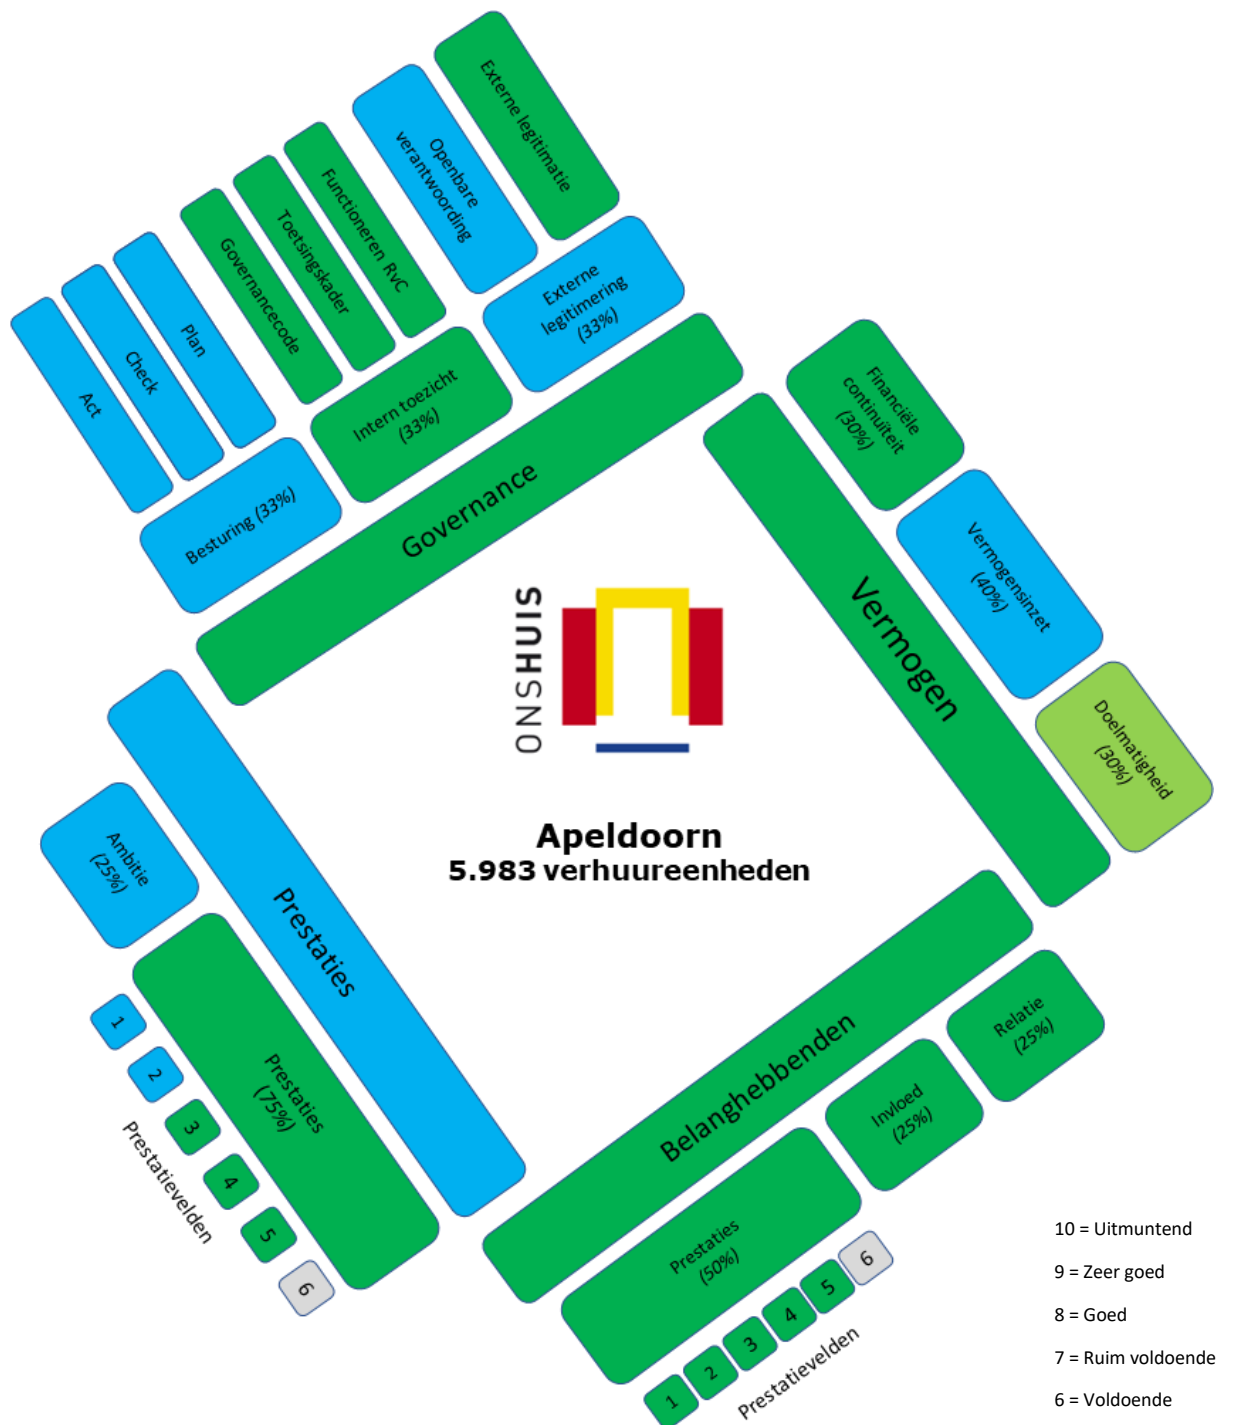 Externe legitimatie
Openbare
verantwoording
Functioneren RvC
Toetsingskader
Governancecode
Plan
Check
Act
Externe
legitimering
(33%)
Intern toezicht
(33%)
Besturing (33%)
Governance
Financiële
continuïteit
(30%)
Vermogensinzet
(40%)
Doelmatigheid
(30%)
Vermogen
ONSHUIS
Apeldoorn
5.983 verhuureenheden
Ambitie
(25%)
Prestaties
Prestaties
(75%)
1
2
3
4
5
6
Prestatievelden
Belanghebbenden
Relatie
(25%)
Invloed
(25%)
Prestaties
(50%)
1
2
3
4
5
6
Prestatievelden
10 = Uitmuntend
9 = Zeer goed
8 = Goed
7 = Ruim voldoende
6 = Voldoende